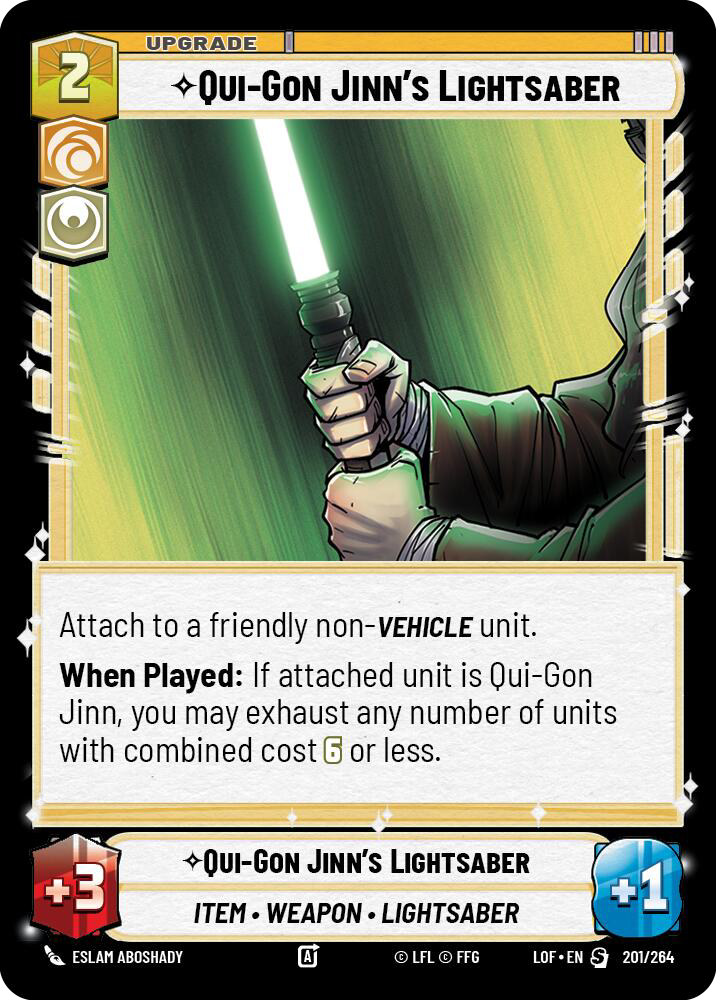 UPGRADE
2
✧QUI-GON JINN'S LIGHTSABER
Attach to a friendly non-VEHICLE unit.
When Played: If attached unit is Qui-Gon
Jinn, you may exhaust any number of units
with combined cost 6 or less.
+3
✧QUI-GON JINN'S LIGHTSABER
+1
ITEM • WEAPON • LIGHTSABER
ESLAM ABOSHADY A © LFL © FFG LOF • EN S 201/264